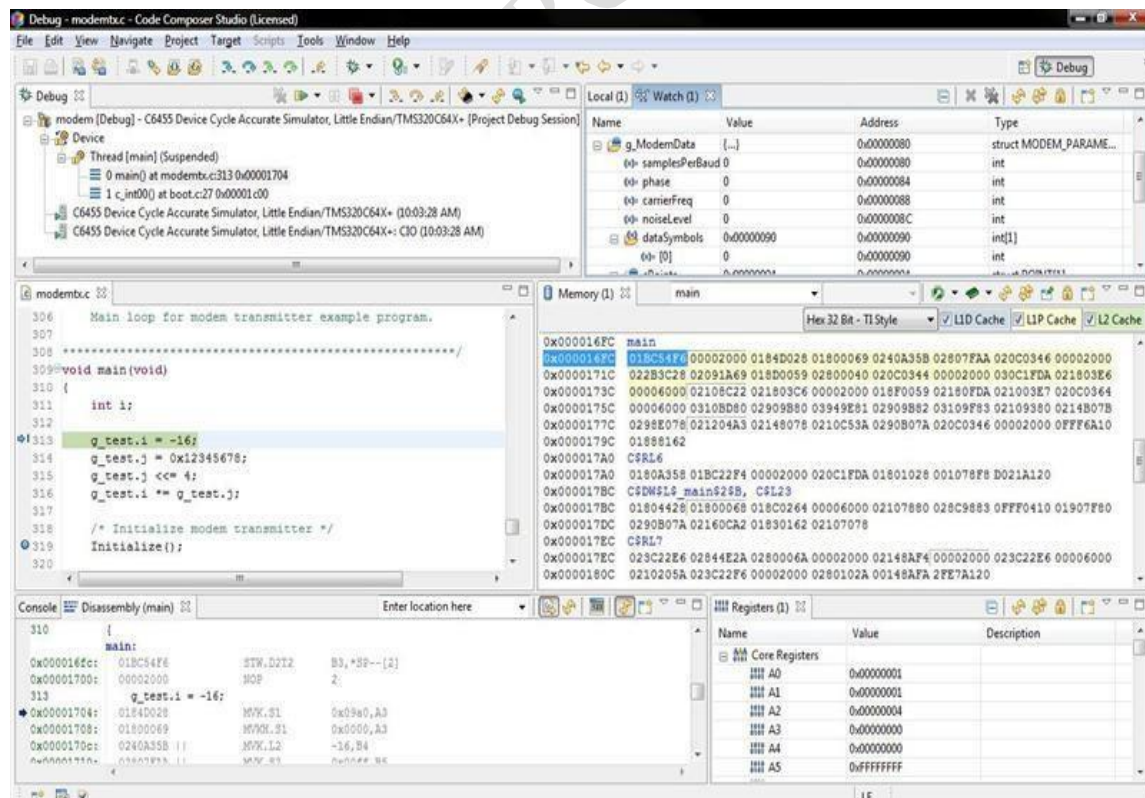 Debug - modemtx.c - Code Composer Studio (Licensed)
File Edit View Navigate Project Target Scripts Tools Window Help
Debug
Debug
modem [Debug] - C6455 Device Cycle Accurate Simulator, Little Endian/TMS320C64X+ [Project Debug Session]
Device
Thread [main] (Suspended)
0 main() at modemtx.c:313 0x00001704
1 c_int00() at boot.c:27 0x00001c00
C6455 Device Cycle Accurate Simulator, Little Endian/TMS320C64X+ (10:03:28 AM)
C6455 Device Cycle Accurate Simulator, Little Endian/TMS320C64X+: CIO (10:03:28 AM)
Local (1) Watch (1)
Name Value Address Type
g_ModemData {...} 0x00000080 struct MODEM_PARAME...
samplesPerBaud 0 0x00000080 int
phase 0 0x00000084 int
carrierFreq 0 0x00000088 int
noiseLevel 0 0x0000008C int
dataSymbols 0x00000090 0x00000090 int[1]
[0] 0 0x00000090 int
modemtx.c
306 Main loop for modem transmitter example program.
307
308 ******************************************************/
309 void main(void)
310 {
311 int i;
312
313 g_test.i = -16;
314 g_test.j = 0x12345678;
315 g_test.j <<= 4;
316 g_test.i *= g_test.j;
317
318 /* Initialize modem transmitter */
319 Initialize();
320
Memory (1) main
Hex 32 Bit - TI Style L1D Cache L1P Cache L2 Cache
0x000016FC main
0x000016FC 01BC54F6 00002000 0184D028 01800069 0240A35B 02807FAA 020C0346 00002000
0x0000171C 022B3C28 02091A69 018D0059 02800040 020C0344 00002000 030C1FDA 021803E6
0x0000173C 00006000 02108C22 021803C6 00002000 018F0059 02180FDA 021003E7 020C0364
0x0000175C 00006000 0310BD80 02909B80 03949E81 02909B82 03109F83 02109380 0214B07B
0x0000177C 0298E078 021204A3 02148078 0210C53A 0290B07A 020C0346 00002000 0FFF6A10
0x0000179C 01888162
0x000017A0 C$RL6
0x000017A0 0180A358 01BC22F4 00002000 020C1FDA 01801028 001078F8 D021A120
0x000017BC C$DW$L$_main$2$B, C$L23
0x000017BC 01804428 01800068 018C0264 00006000 02107880 028C9883 0FFF0410 01907F80
0x000017DC 0290B07A 02160CA2 01830162 02107078
0x000017EC C$RL7
0x000017EC 023C22E6 02844E2A 0280006A 00002000 02148AF4 00002000 023C22E6 00006000
0x0000180C 0210205A 023C22F6 00002000 0280102A 00148AFA 2FE7A120
Console Disassembly (main) Enter location here
310 {
main:
0x000016fc: 01BC54F6 STW.D2T2 B3,*SP--[2]
0x00001700: 00002000 NOP 2
313 g_test.i = -16;
0x00001704: 0184D028 MVK.S1 0x09a0,A3
0x00001708: 01800069 MVKH.S1 0x0000,A3
0x0000170c: 0240A35B || MVK.L2 -16,B4
Registers (1)
Name Value Description
Core Registers
A0 0x00000001
A1 0x00000001
A2 0x00000004
A3 0x00000000
A4 0x00000000
A5 0xFFFFFFFF